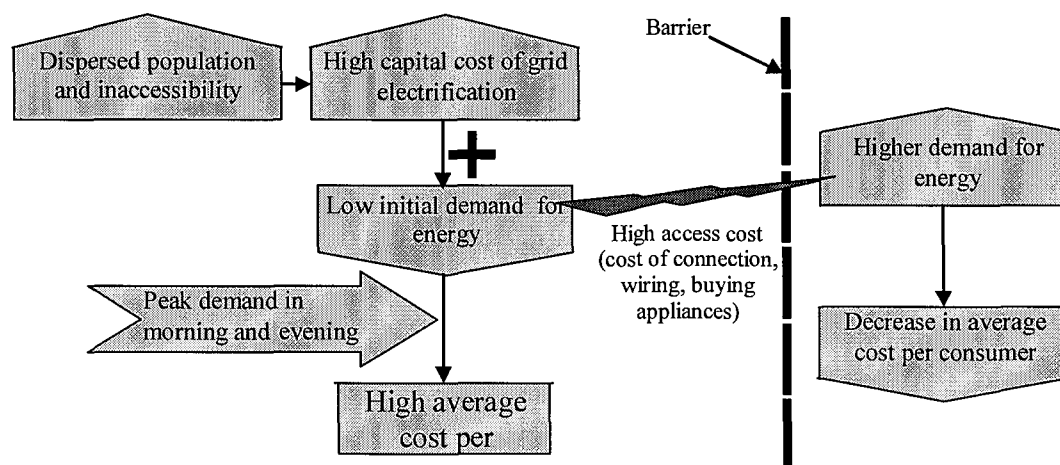 Dispersed population
and inaccessibility
High capital cost of grid
electrification
Barrier
Higher demand for
energy
Low initial demand for
energy
High access cost
(cost of connection,
wiring, buying
appliances)
Peak demand in
morning and evening
Decrease in average
cost per consumer
High average
cost per